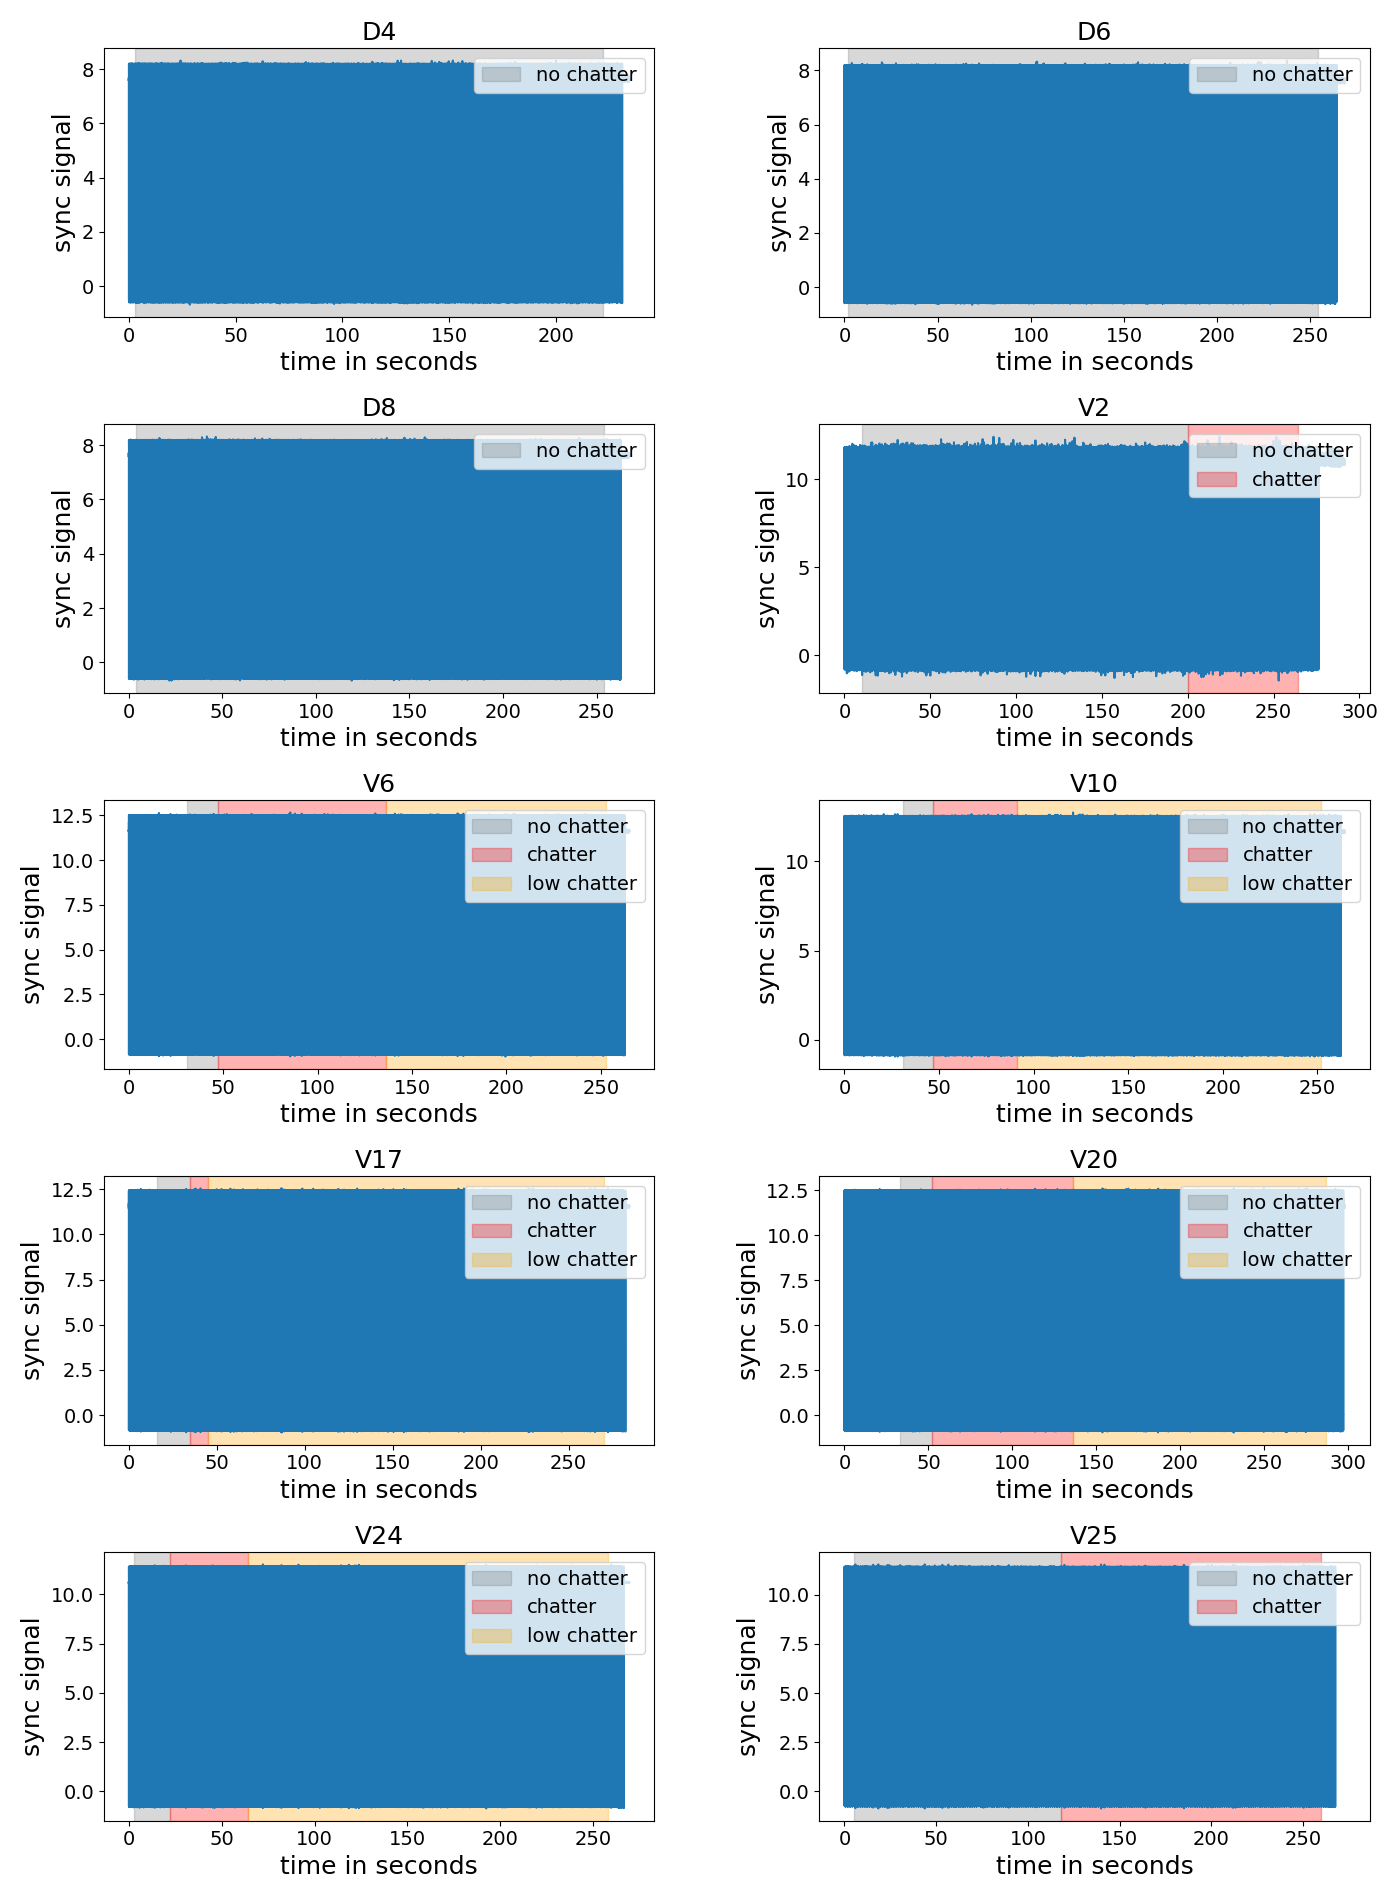 D4
D6
8
6
4
2
0
sync signal
no chatter
0 50 100 150 200
time in seconds
8
6
4
2
0
sync signal
no chatter
0 50 100 150 200 250
time in seconds
D8
V2
8
6
4
2
0
sync signal
no chatter
0 50 100 150 200 250
time in seconds
10
5
0
sync signal
no chatter
chatter
0 50 100 150 200 250 300
time in seconds
V6
V10
12.5
10.0
7.5
5.0
2.5
0.0
sync signal
no chatter
chatter
low chatter
0 50 100 150 200 250
time in seconds
10
5
0
sync signal
no chatter
chatter
low chatter
0 50 100 150 200 250
time in seconds
V17
V20
12.5
10.0
7.5
5.0
2.5
0.0
sync signal
no chatter
chatter
low chatter
0 50 100 150 200 250
time in seconds
12.5
10.0
7.5
5.0
2.5
0.0
sync signal
no chatter
chatter
low chatter
0 50 100 150 200 250 300
time in seconds
V24
V25
10.0
7.5
5.0
2.5
0.0
sync signal
no chatter
chatter
low chatter
0 50 100 150 200 250
time in seconds
10.0
7.5
5.0
2.5
0.0
sync signal
no chatter
chatter
0 50 100 150 200 250
time in seconds